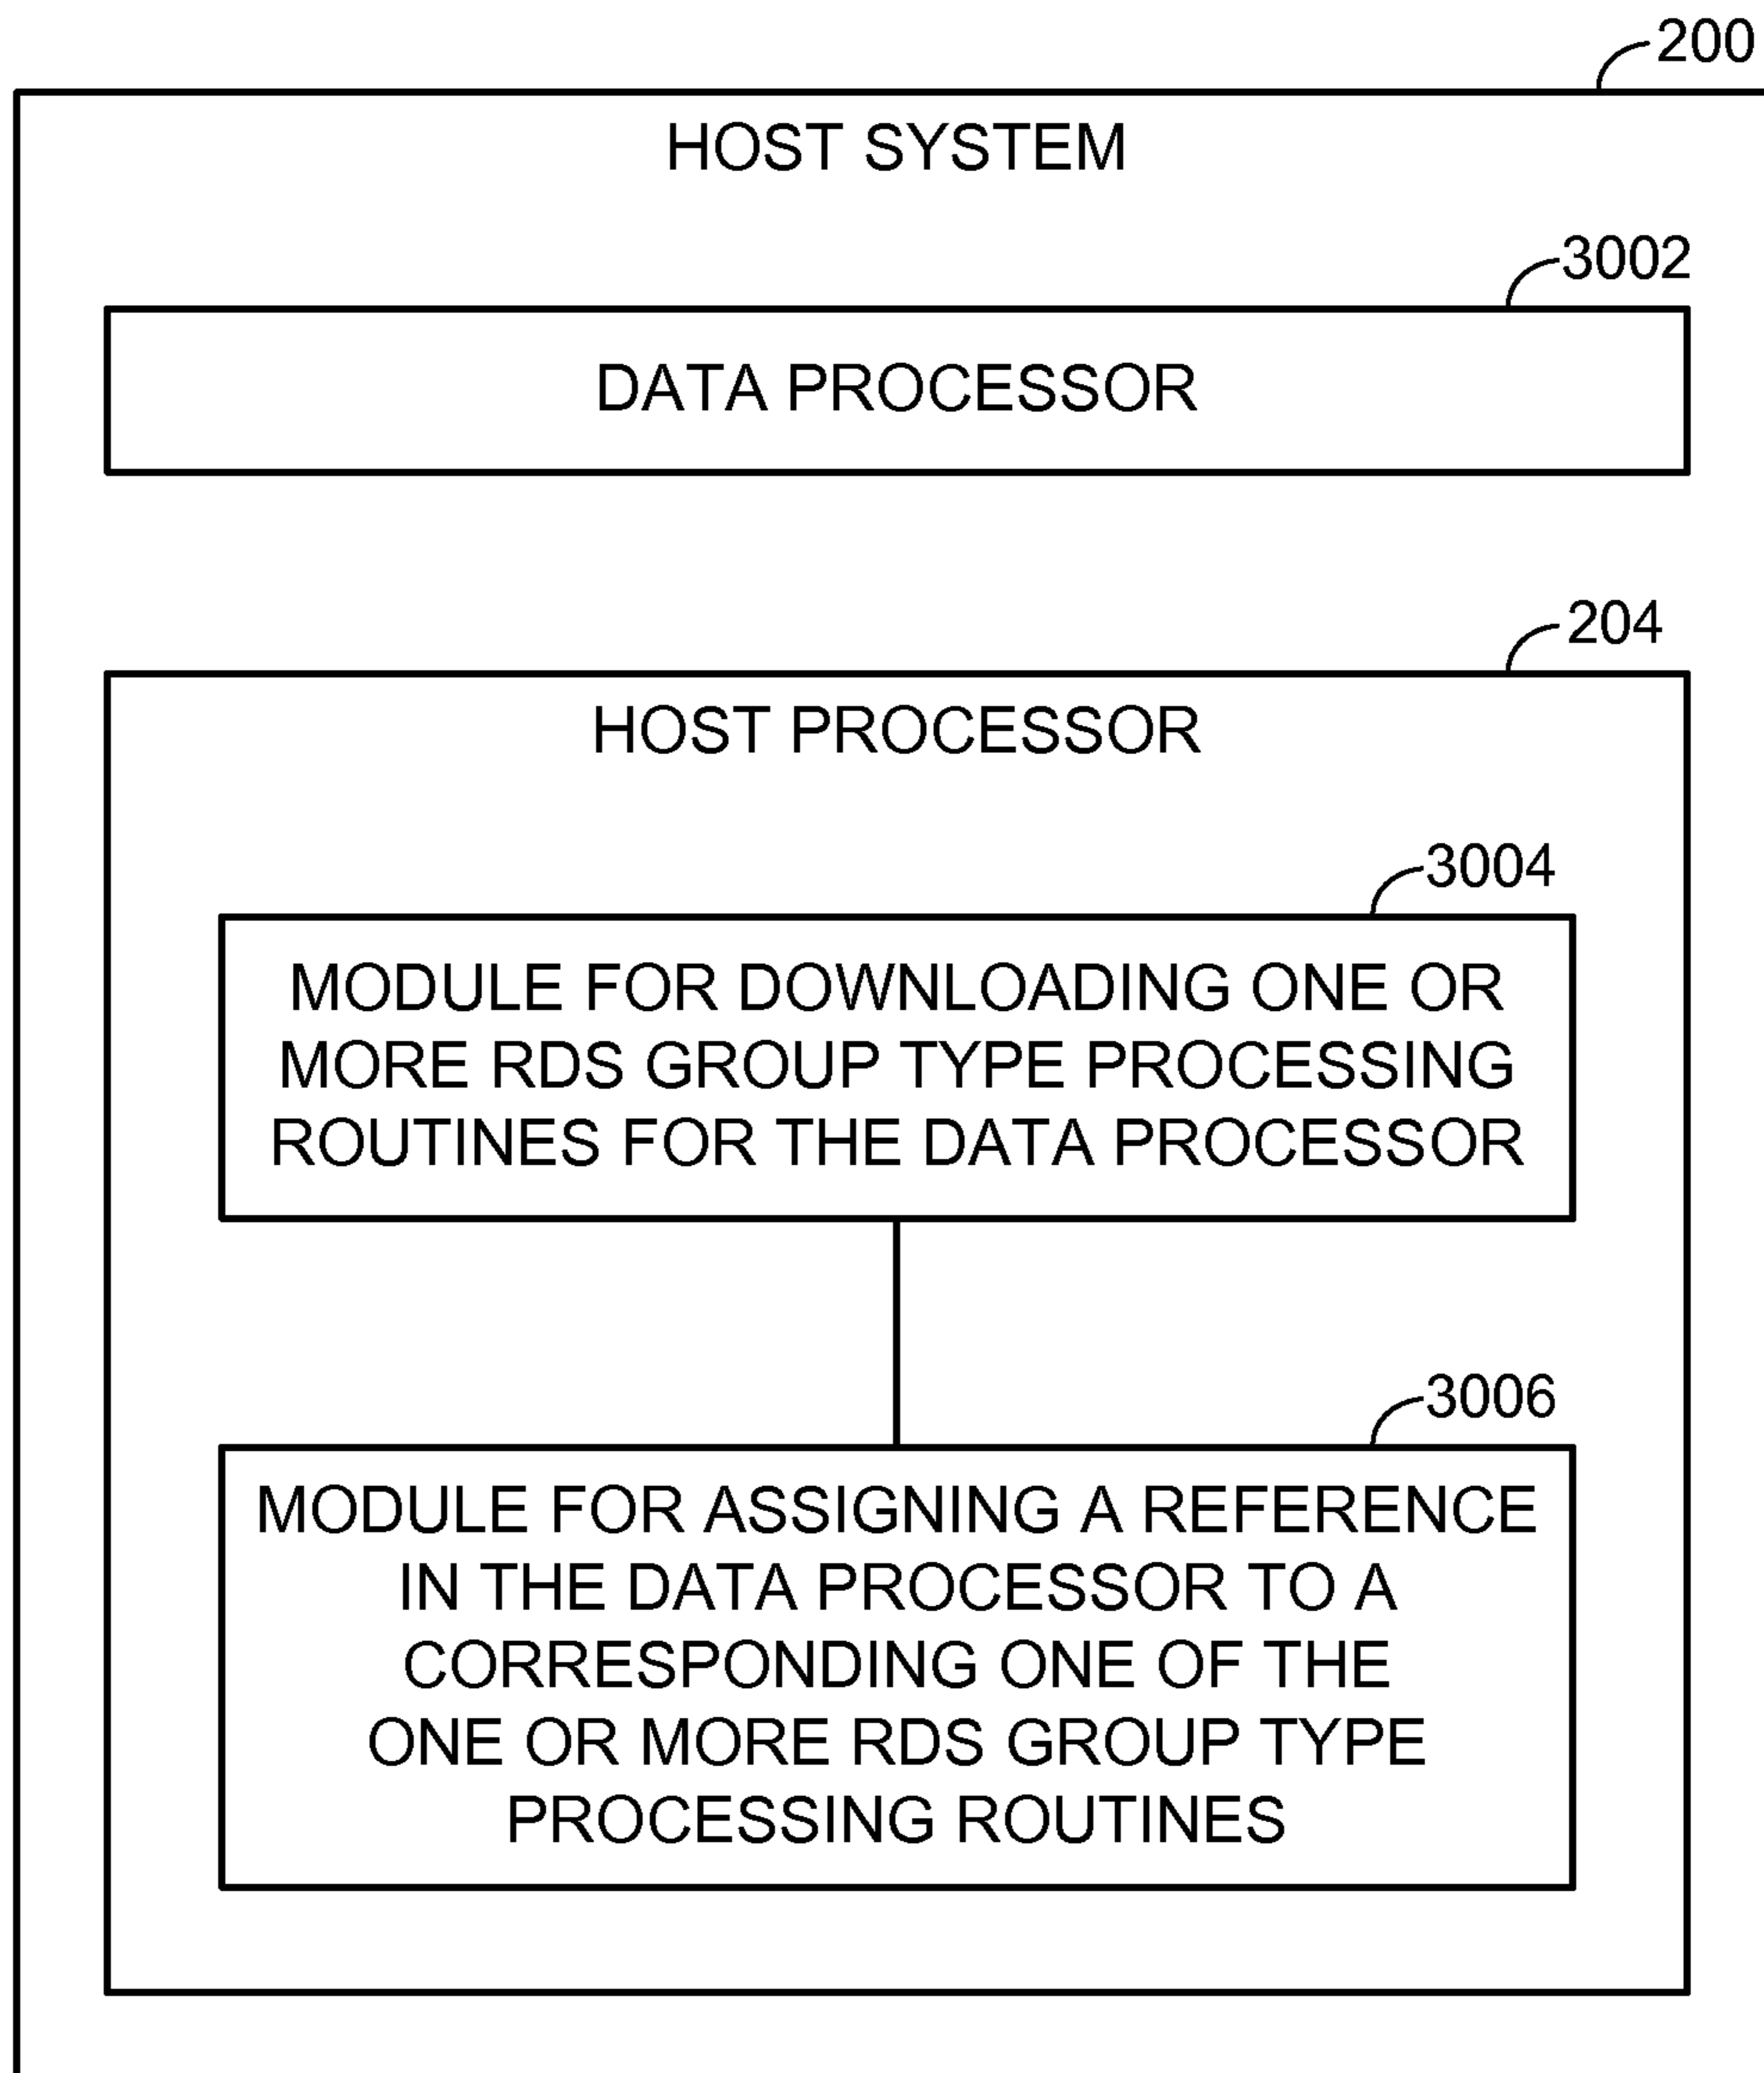 200
HOST SYSTEM
3002
DATA PROCESSOR
204
HOST PROCESSOR
3004
MODULE FOR DOWNLOADING ONE OR
MORE RDS GROUP TYPE PROCESSING
ROUTINES FOR THE DATA PROCESSOR
3006
MODULE FOR ASSIGNING A REFERENCE
IN THE DATA PROCESSOR TO A
CORRESPONDING ONE OF THE
ONE OR MORE RDS GROUP TYPE
PROCESSING ROUTINES